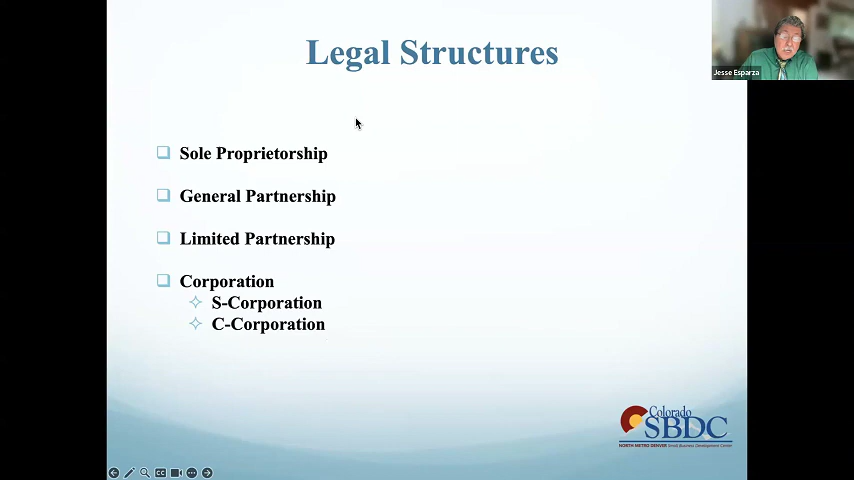 Legal Structures
Jesse Esparza
Sole Proprietorship
General Partnership
Limited Partnership
Corporation
S-Corporation
C-Corporation
Colorado
SBDC
NORTH METRO DENVER Small Business Development Center
CC